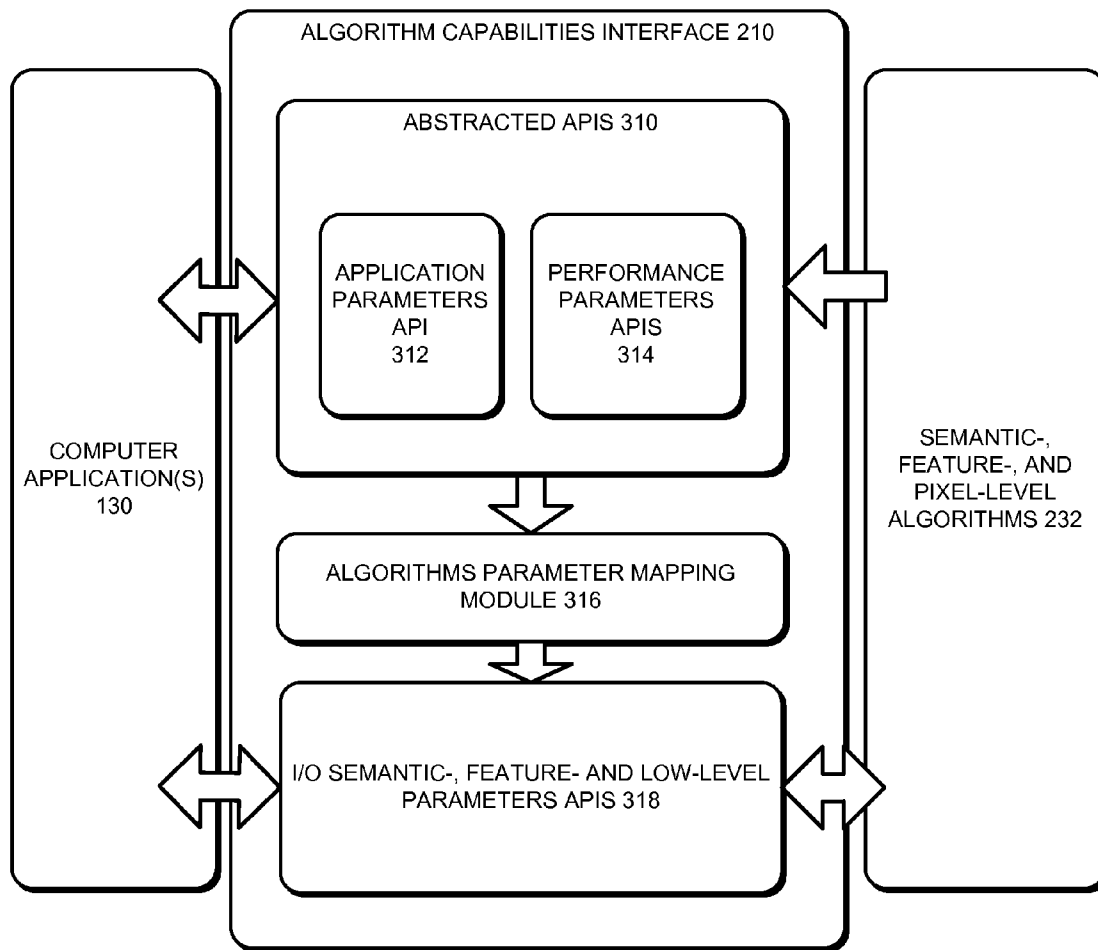 ALGORITHM CAPABILITIES INTERFACE 210
ABSTRACTED APIS 310
APPLICATION
PARAMETERS
API
312
PERFORMANCE
PARAMETERS
APIS
314
COMPUTER
APPLICATION(S)
130
SEMANTIC-,
FEATURE-, AND
PIXEL-LEVEL
ALGORITHMS 232
ALGORITHMS PARAMETER MAPPING
MODULE 316
I/O SEMANTIC-, FEATURE- AND LOW-LEVEL
PARAMETERS APIS 318